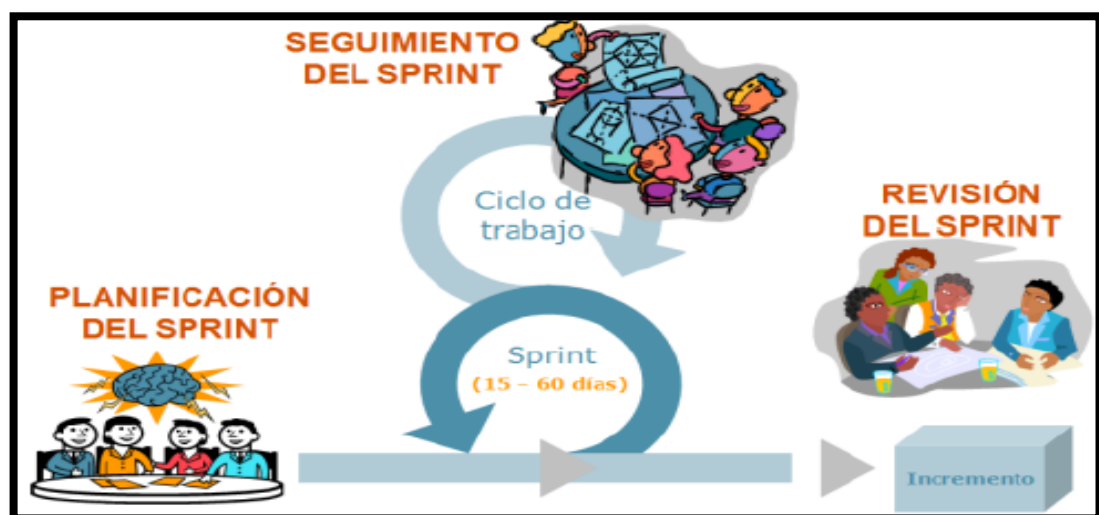 SEGUIMIENTO
DEL SPRINT
Ciclo de
trabajo
REVISIÓN
DEL SPRINT
PLANIFICACIÓN
DEL SPRINT
Sprint
(15 – 60 días)
Incremento